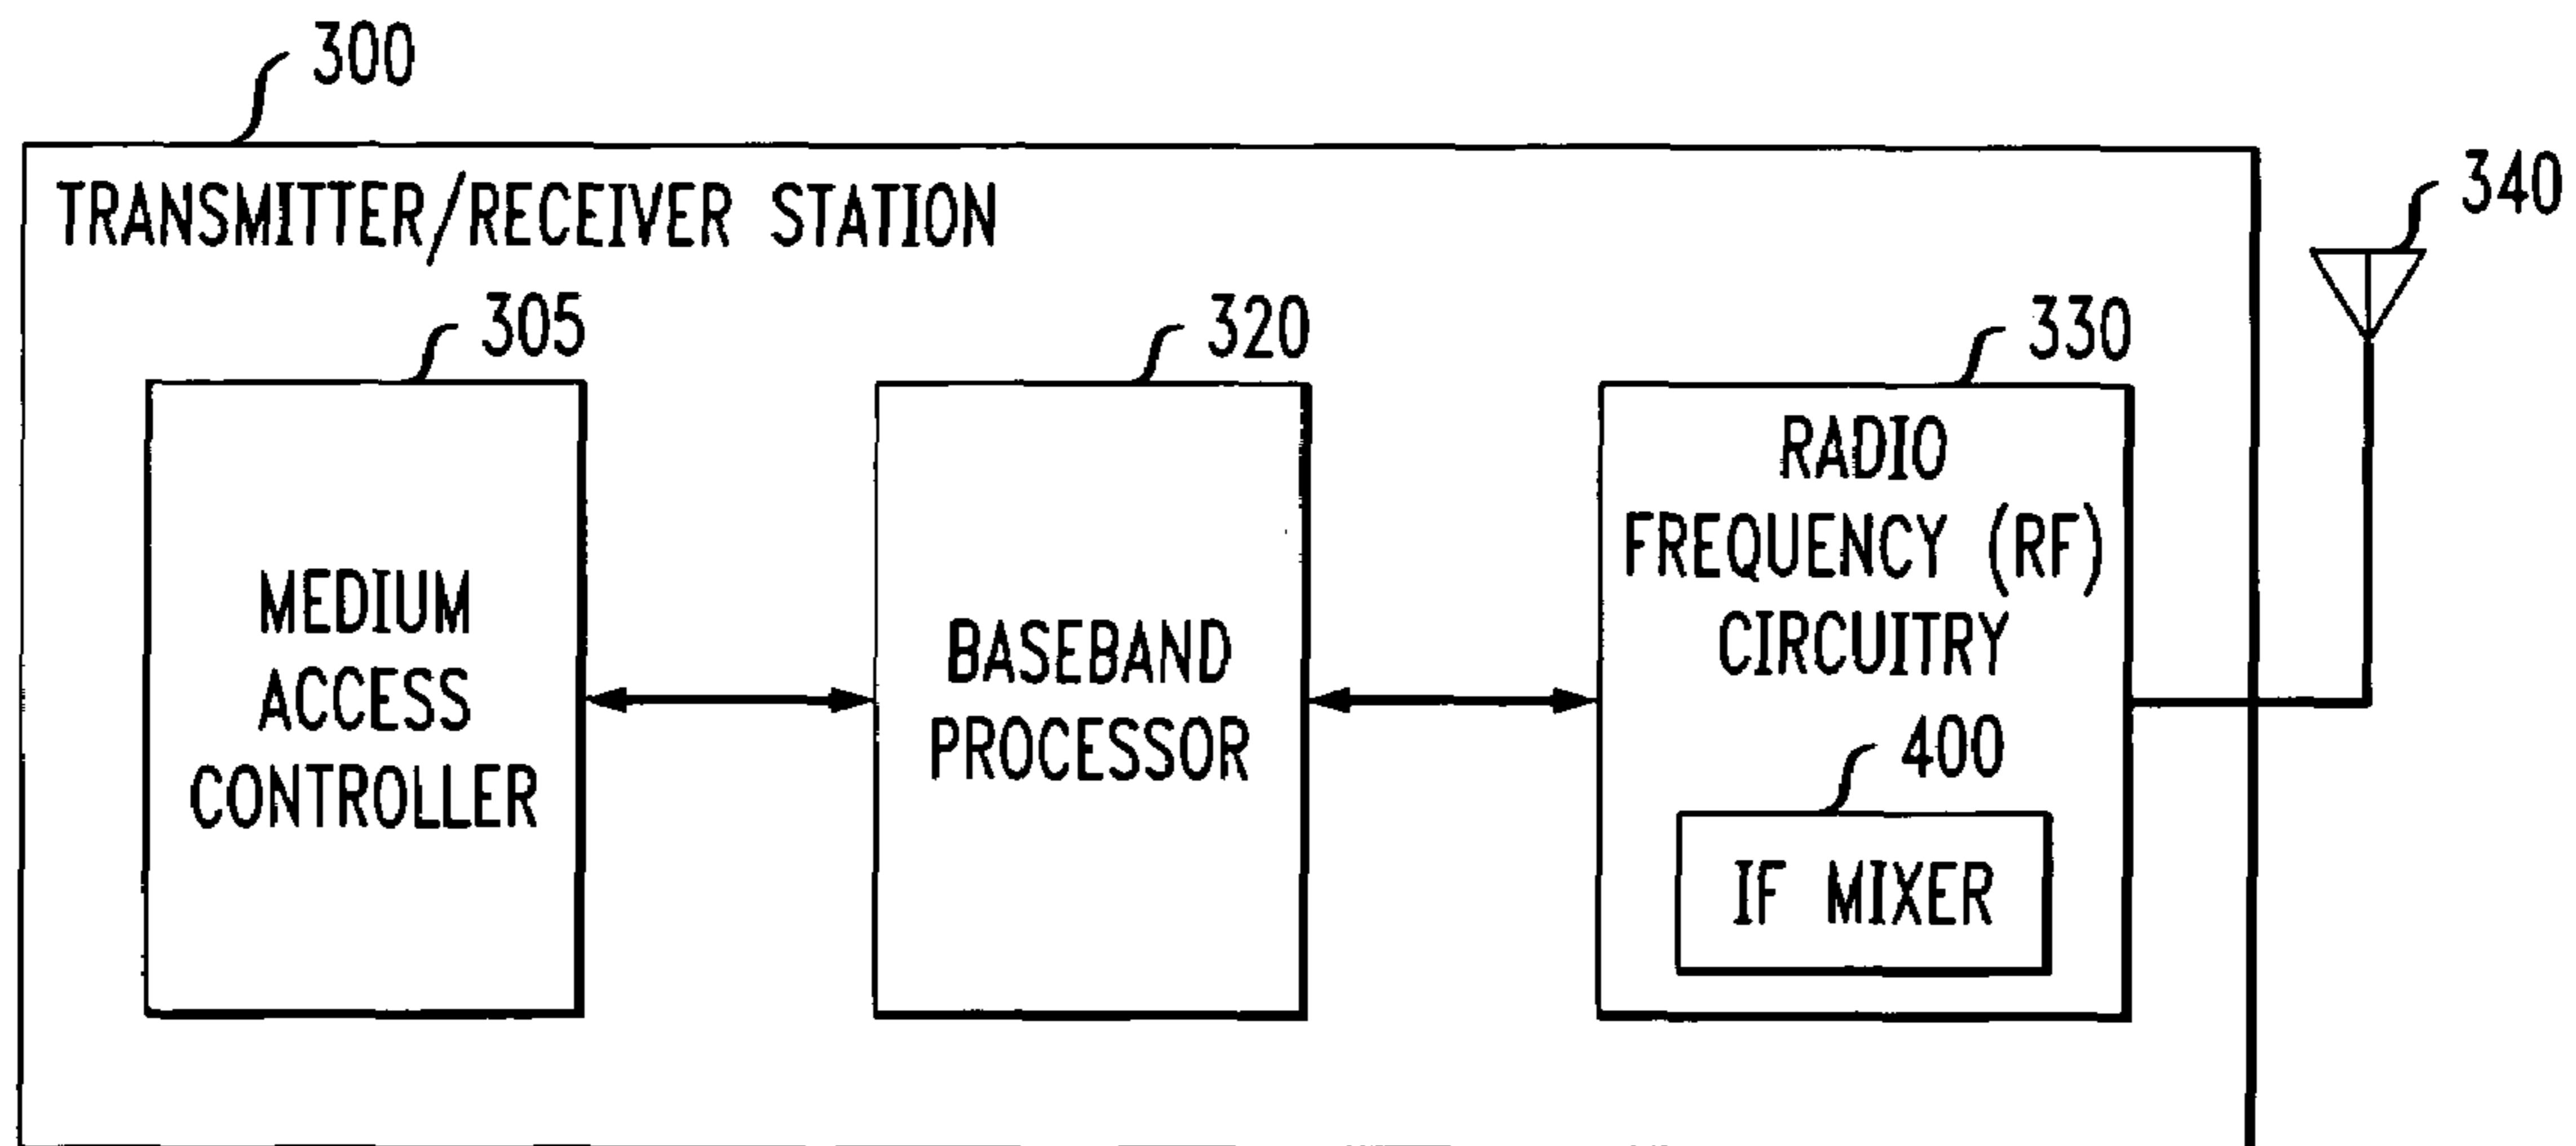 300
TRANSMITTER/RECEIVER STATION
340
305
320
330
MEDIUM
ACCESS
CONTROLLER
BASEBAND
PROCESSOR
RADIO
FREQUENCY (RF)
CIRCUITRY
400
IF MIXER